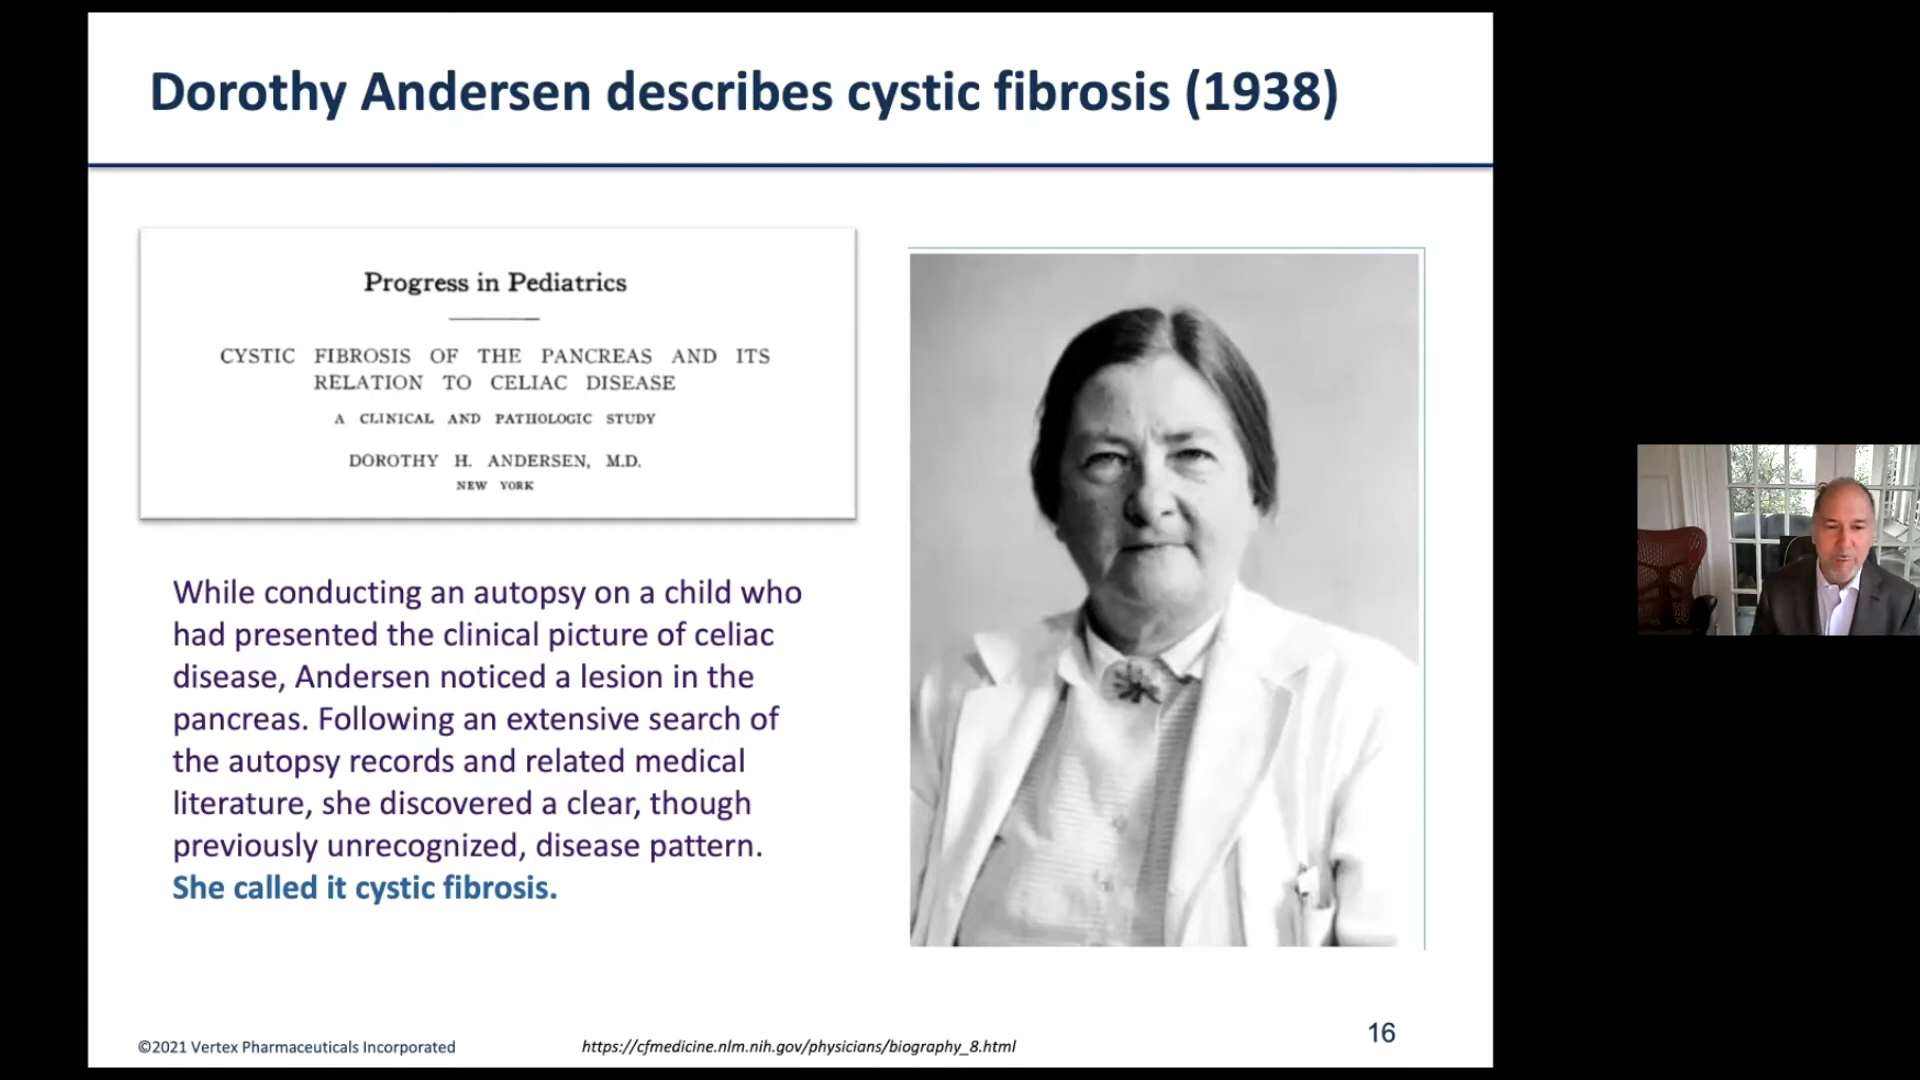 Dorothy Andersen describes cystic fibrosis (1938)
Progress in Pediatrics
CYSTIC FIBROSIS OF THE PANCREAS AND ITS
RELATION TO CELIAC DISEASE
A CLINICAL AND PATHOLOGIC STUDY
DOROTHY H. ANDERSEN, M.D.
NEW YORK
While conducting an autopsy on a child who
had presented the clinical picture of celiac
disease, Andersen noticed a lesion in the
pancreas. Following an extensive search of
the autopsy records and related medical
literature, she discovered a clear, though
previously unrecognized, disease pattern.
She called it cystic fibrosis.
©2021 Vertex Pharmaceuticals Incorporated
https://cfmedicine.nlm.nih.gov/physicians/biography_8.html
16